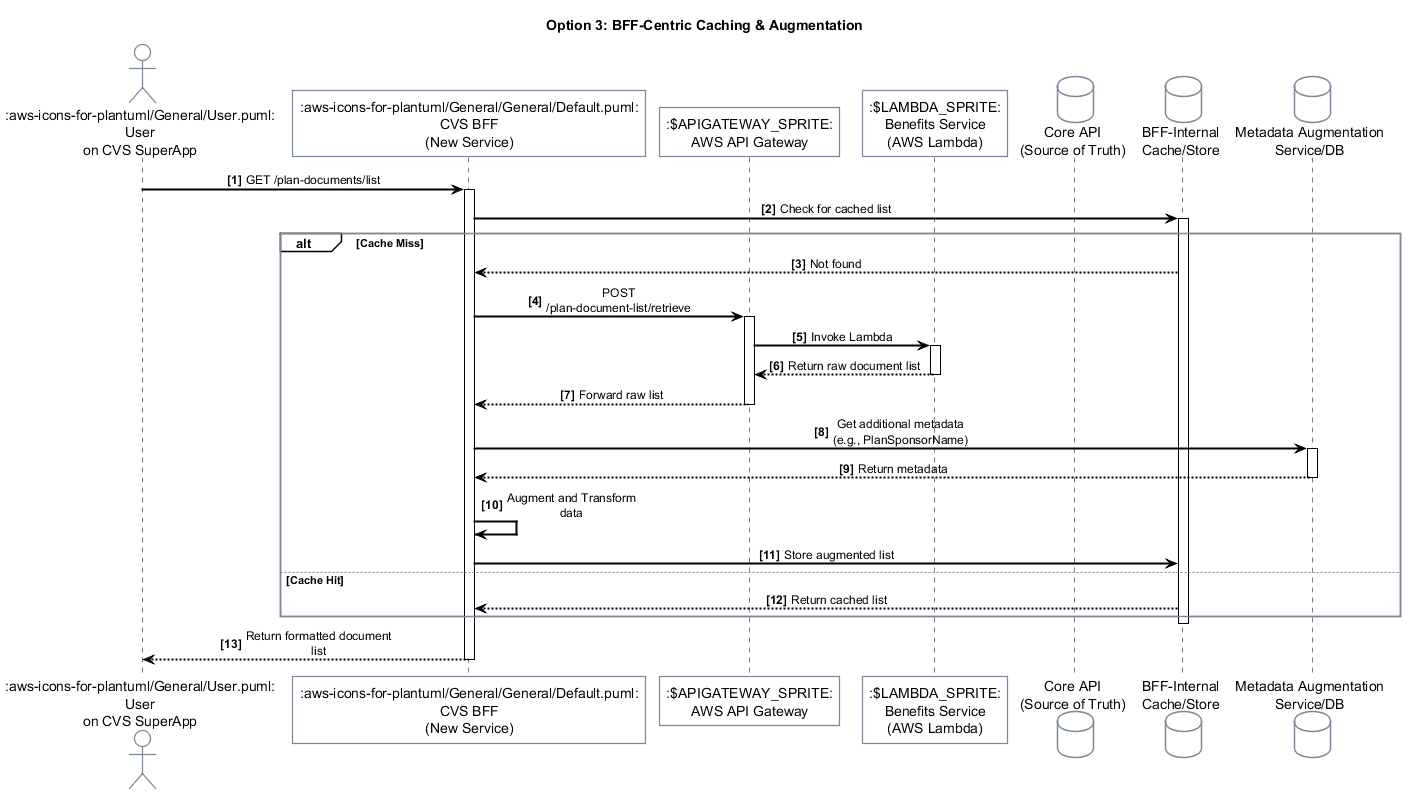 Option 3: BFF-Centric Caching & Augmentation
:aws-icons-for-plantuml/General/User.puml:
User
on CVS SuperApp
:aws-icons-for-plantuml/General/General/Default.puml:
CVS BFF
(New Service)
:$APIGATEWAY_SPRITE:
AWS API Gateway
:$LAMBDA_SPRITE:
Benefits Service
(AWS Lambda)
Core API
(Source of Truth)
BFF-Internal
Cache/Store
Metadata Augmentation
Service/DB
[1] GET /plan-documents/list
[2] Check for cached list
alt [Cache Miss]
[3] Not found
[4] POST
/plan-document-list/retrieve
[5] Invoke Lambda
[6] Return raw document list
[7] Forward raw list
[8] Get additional metadata
(e.g., PlanSponsorName)
[9] Return metadata
[10] Augment and Transform
data
[11] Store augmented list
[Cache Hit]
[12] Return cached list
[13] Return formatted document
list
:aws-icons-for-plantuml/General/User.puml:
User
on CVS SuperApp
:aws-icons-for-plantuml/General/General/Default.puml:
CVS BFF
(New Service)
:$APIGATEWAY_SPRITE:
AWS API Gateway
:$LAMBDA_SPRITE:
Benefits Service
(AWS Lambda)
Core API
(Source of Truth)
BFF-Internal
Cache/Store
Metadata Augmentation
Service/DB